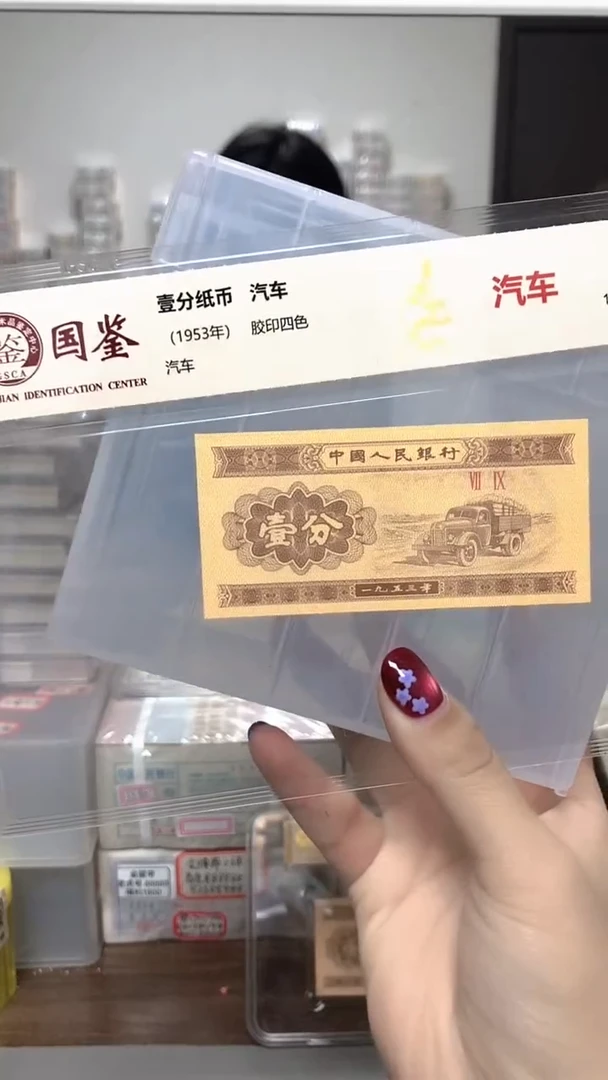 国鉴
JIAN IDENTIFICATION CENTER
壹分纸币 汽车
(1953年) 胶印四色
汽车
汽车
中國人民銀行
VII IX
壹分
一九五三年